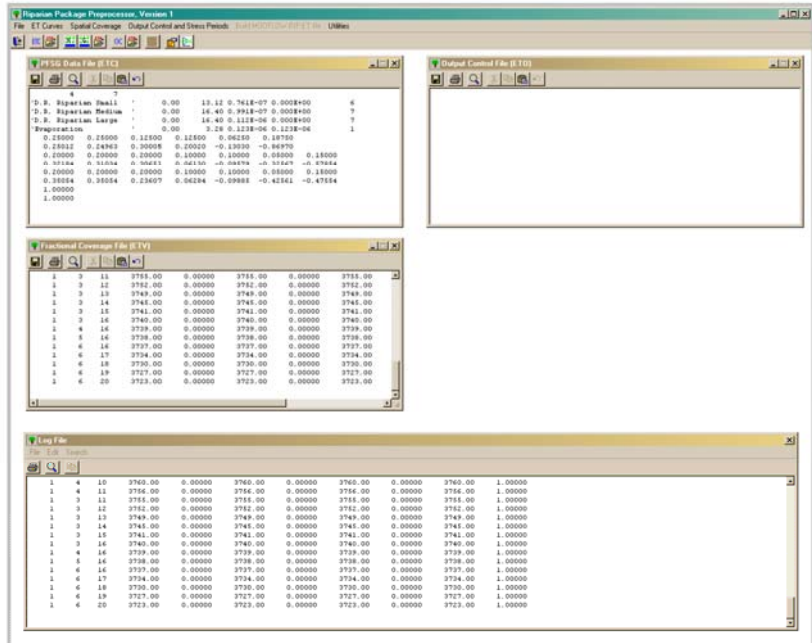 Riparian Package Preprocessor, Version 1
File ET Curves Spatial Coverage Output Control and Stress Periods Build MODFLOW RIP-ET file Utilities
PFSG Data File (ETC)
4 7
'D.B. Riparian Small ' 0.00 13.12 0.761E-07 0.000E+00 6
'D.B. Riparian Medium ' 0.00 16.40 0.991E-07 0.000E+00 7
'D.B. Riparian Large ' 0.00 16.40 0.112E-06 0.000E+00 7
'Evaporation ' 0.00 3.28 0.123E-06 0.123E-06 1
0.25000 0.25000 0.12500 0.12500 0.06250 0.18750
0.25012 0.24963 0.30005 0.20020 -0.13030 -0.86970
0.20000 0.20000 0.20000 0.10000 0.10000 0.05000 0.15000
0.32184 0.31034 0.30651 0.06130 -0.09579 -0.32567 -0.57854
0.20000 0.20000 0.20000 0.10000 0.10000 0.05000 0.15000
0.35054 0.35054 0.23607 0.06284 -0.09885 -0.42561 -0.47554
1.00000
1.00000
Output Control File (ETO)
Fractional Coverage File (ETV)
1 3 11 3755.00 0.00000 3755.00 0.00000 3755.00
1 3 12 3752.00 0.00000 3752.00 0.00000 3752.00
1 3 13 3749.00 0.00000 3749.00 0.00000 3749.00
1 3 14 3745.00 0.00000 3745.00 0.00000 3745.00
1 3 15 3741.00 0.00000 3741.00 0.00000 3741.00
1 3 16 3740.00 0.00000 3740.00 0.00000 3740.00
1 4 16 3739.00 0.00000 3739.00 0.00000 3739.00
1 5 16 3738.00 0.00000 3738.00 0.00000 3738.00
1 6 16 3737.00 0.00000 3737.00 0.00000 3737.00
1 6 17 3734.00 0.00000 3734.00 0.00000 3734.00
1 6 18 3730.00 0.00000 3730.00 0.00000 3730.00
1 6 19 3727.00 0.00000 3727.00 0.00000 3727.00
1 6 20 3723.00 0.00000 3723.00 0.00000 3723.00
Log File
File Edit Search
1 4 10 3760.00 0.00000 3760.00 0.00000 3760.00 0.00000 3760.00 1.00000
1 4 11 3756.00 0.00000 3756.00 0.00000 3756.00 0.00000 3756.00 1.00000
1 3 11 3755.00 0.00000 3755.00 0.00000 3755.00 0.00000 3755.00 1.00000
1 3 12 3752.00 0.00000 3752.00 0.00000 3752.00 0.00000 3752.00 1.00000
1 3 13 3749.00 0.00000 3749.00 0.00000 3749.00 0.00000 3749.00 1.00000
1 3 14 3745.00 0.00000 3745.00 0.00000 3745.00 0.00000 3745.00 1.00000
1 3 15 3741.00 0.00000 3741.00 0.00000 3741.00 0.00000 3741.00 1.00000
1 3 16 3740.00 0.00000 3740.00 0.00000 3740.00 0.00000 3740.00 1.00000
1 4 16 3739.00 0.00000 3739.00 0.00000 3739.00 0.00000 3739.00 1.00000
1 5 16 3738.00 0.00000 3738.00 0.00000 3738.00 0.00000 3738.00 1.00000
1 6 16 3737.00 0.00000 3737.00 0.00000 3737.00 0.00000 3737.00 1.00000
1 6 17 3734.00 0.00000 3734.00 0.00000 3734.00 0.00000 3734.00 1.00000
1 6 18 3730.00 0.00000 3730.00 0.00000 3730.00 0.00000 3730.00 1.00000
1 6 19 3727.00 0.00000 3727.00 0.00000 3727.00 0.00000 3727.00 1.00000
1 6 20 3723.00 0.00000 3723.00 0.00000 3723.00 0.00000 3723.00 1.00000